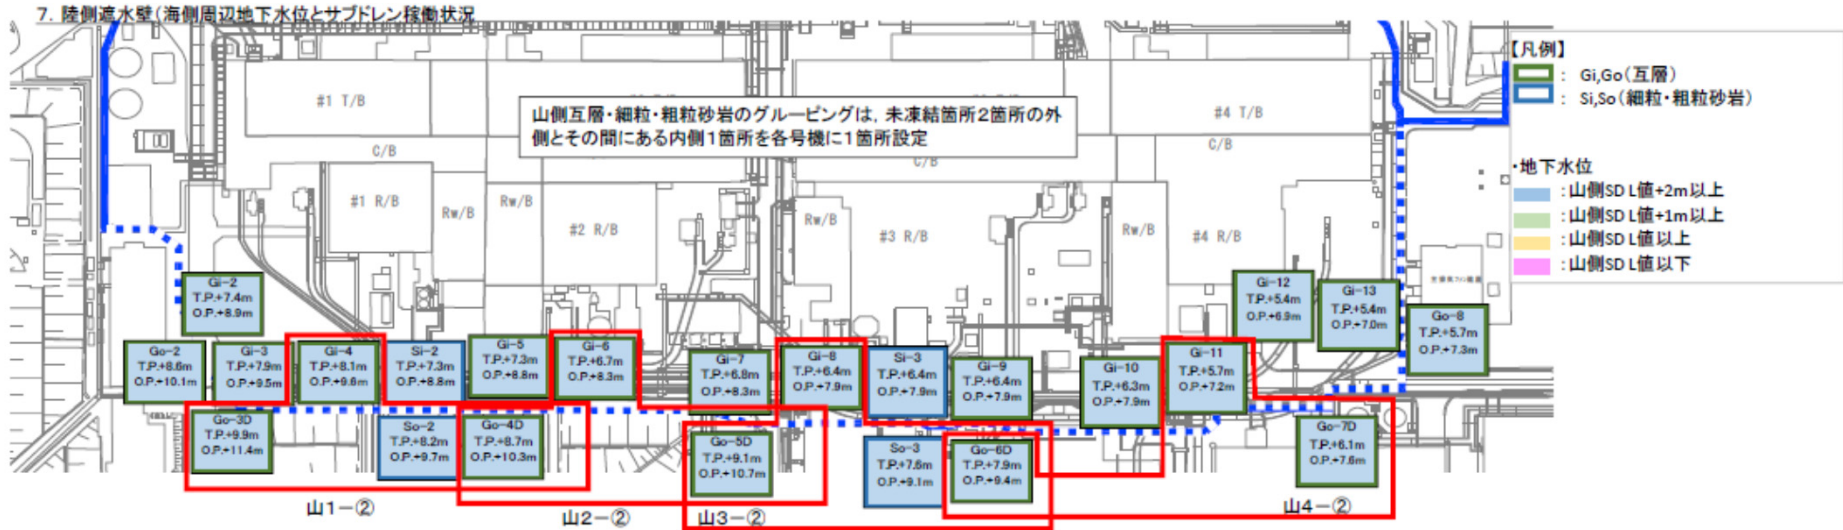 7．陸側遮水壁(海側周辺地下水位とサブドレン稼働状況
【凡例】
： Gi,Go(互層)
： Si,So(細粒・粗粒砂岩)
・地下水位
：山側SD L値+2m以上
：山側SD L値+1m以上
：山側SD L値以上
：山側SD L値以下
山側互層・細粒・粗粒砂岩のグルーピングは，未凍結箇所2箇所の外
側とその間にある内側1箇所を各号機に1箇所設定
#1 T/B
#4 T/B
C/B
C/B
C/B
#1 R/B
Rw/B
Rw/B
#2 R/B
Rw/B
#3 R/B
Rw/B
#4 R/B
Gi-2
T.P.+7.4m
O.P.+8.9m
Go-2
T.P.+8.6m
O.P.+10.1m
Gi-3
T.P.+7.9m
O.P.+9.5m
Gi-4
T.P.+8.1m
O.P.+9.6m
Si-2
T.P.+7.3m
O.P.+8.8m
Gi-5
T.P.+7.3m
O.P.+8.8m
Gi-6
T.P.+6.7m
O.P.+8.3m
Gi-7
T.P.+6.8m
O.P.+8.3m
Gi-8
T.P.+6.4m
O.P.+7.9m
Si-3
T.P.+6.4m
O.P.+7.9m
Gi-9
T.P.+6.4m
O.P.+7.9m
Gi-10
T.P.+6.3m
O.P.+7.9m
Gi-11
T.P.+5.7m
O.P.+7.2m
Gi-12
T.P.+5.4m
O.P.+6.9m
Gi-13
T.P.+5.4m
O.P.+7.0m
Go-8
T.P.+5.7m
O.P.+7.3m
Go-3D
T.P.+9.9m
O.P.+11.4m
So-2
T.P.+8.2m
O.P.+9.7m
Go-4D
T.P.+8.7m
O.P.+10.3m
Go-5D
T.P.+9.1m
O.P.+10.7m
So-3
T.P.+7.6m
O.P.+9.1m
Go-6D
T.P.+7.9m
O.P.+9.4m
Go-7D
T.P.+6.1m
O.P.+7.6m
山1-②
山2-②
山3-②
山4-②